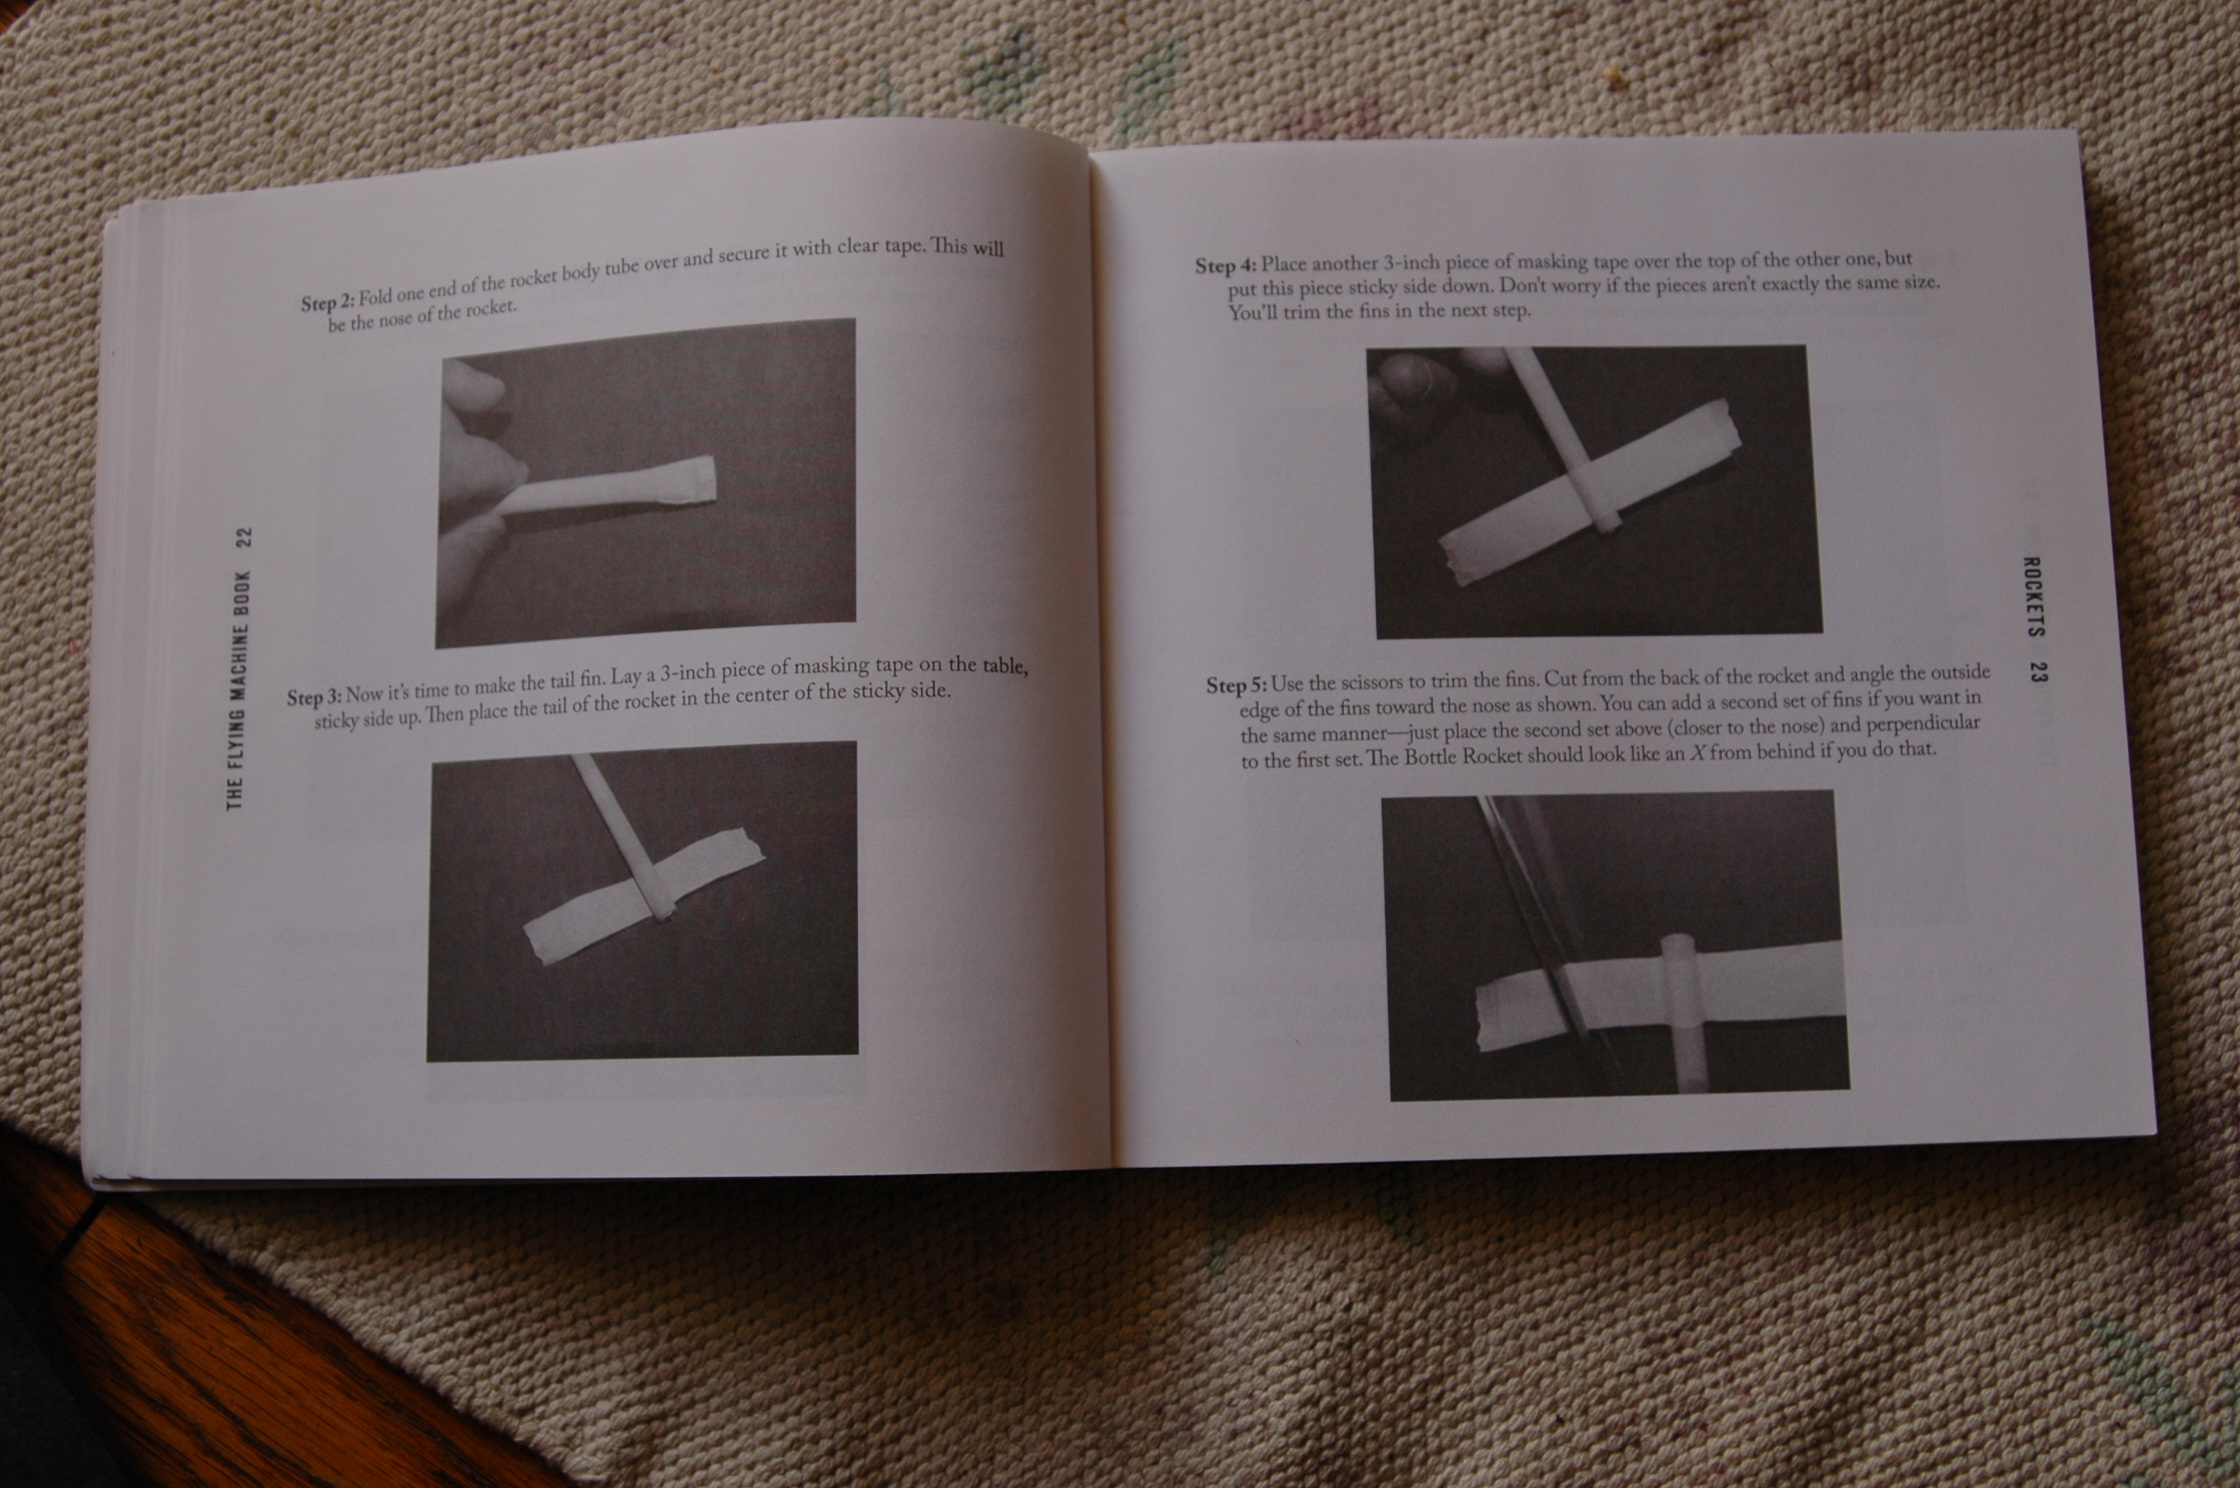 Step 2: Fold one end of the rocket body tube over and secure it with clear tape. This will
be the nose of the rocket.
Step 3: Now it's time to make the tail fin. Lay a 3-inch piece of masking tape on the table,
sticky side up. Then place the tail of the rocket in the center of the sticky side.
THE FLYING MACHINE BOOK 22
Step 4: Place another 3-inch piece of masking tape over the top of the other one, but
put this piece sticky side down. Don't worry if the pieces aren't exactly the same size.
You'll trim the fins in the next step.
Step 5: Use the scissors to trim the fins. Cut from the back of the rocket and angle the outside
edge of the fins toward the nose as shown. You can add a second set of fins if you want in
the same manner—just place the second set above (closer to the nose) and perpendicular
to the first set. The Bottle Rocket should look like an X from behind if you do that.
ROCKETS 23